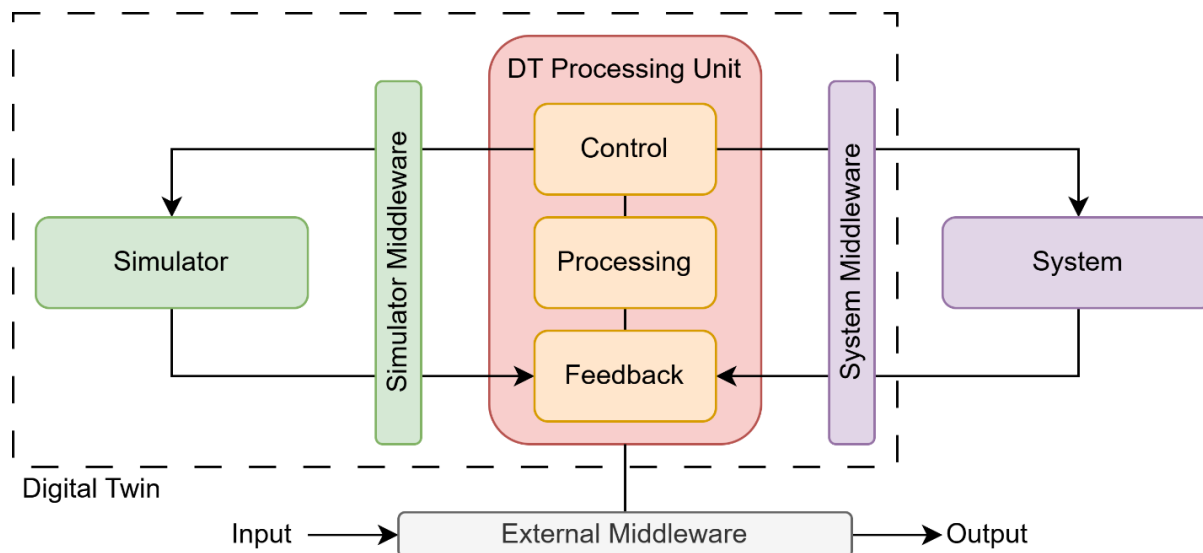 DT Processing Unit
Control
Simulator Middleware
System Middleware
Simulator
Processing
System
Feedback
Digital Twin
Input
External Middleware
Output